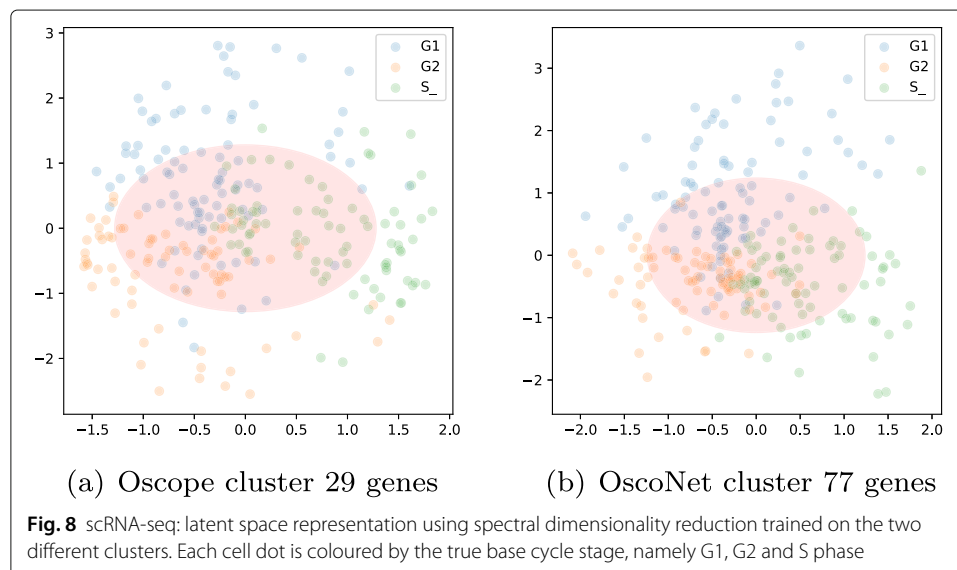 3
2
1
0
−1
−2
−1.5 −1.0 −0.5 0.0 0.5 1.0 1.5 2.0
G1
G2
S_
(a) Oscope cluster 29 genes
3
2
1
0
−1
−2
−2.0 −1.5 −1.0 −0.5 0.0 0.5 1.0 1.5 2.0
G1
G2
S_
(b) OscoNet cluster 77 genes
Fig. 8 scRNA-seq: latent space representation using spectral dimensionality reduction trained on the two
different clusters. Each cell dot is coloured by the true base cycle stage, namely G1, G2 and S phase